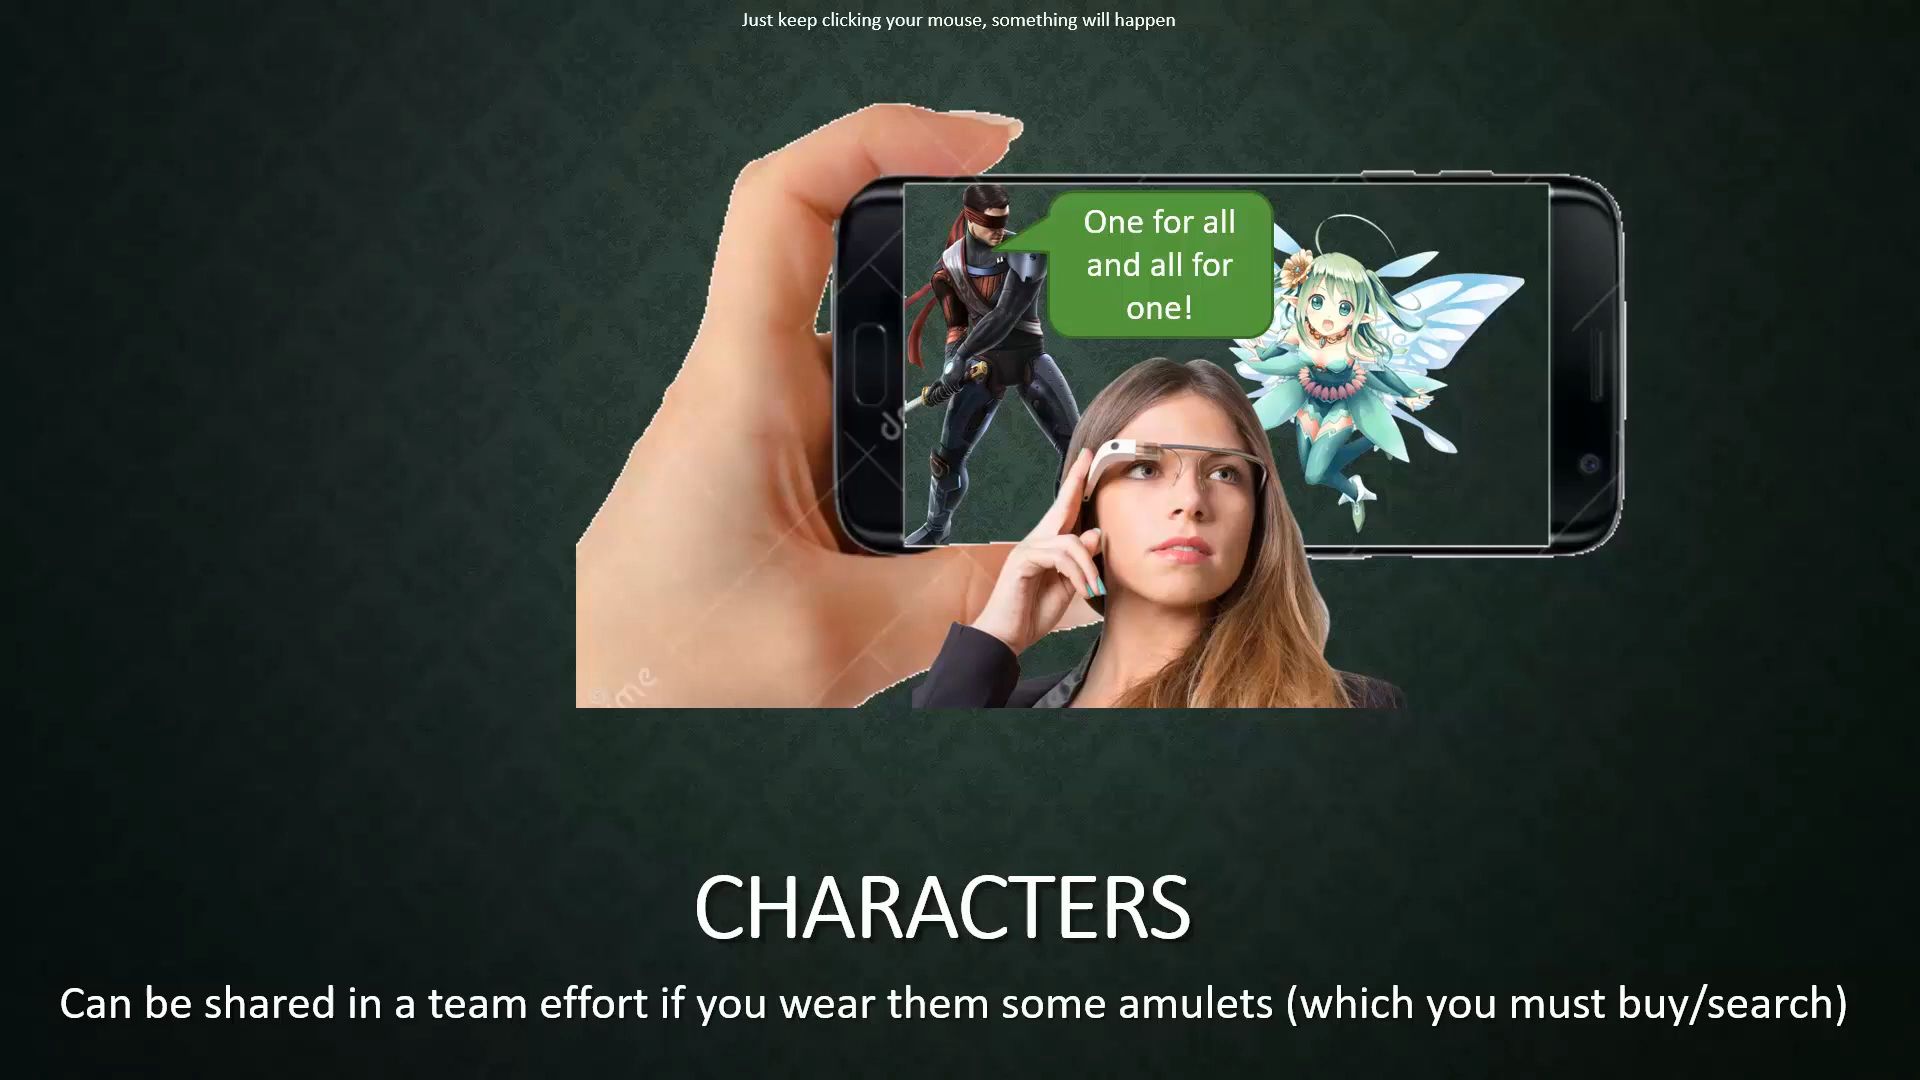 Just keep clicking your mouse, something will happen
One for all
and all for
one!
CHARACTERS
Can be shared in a team effort if you wear them some amulets (which you must buy/search)